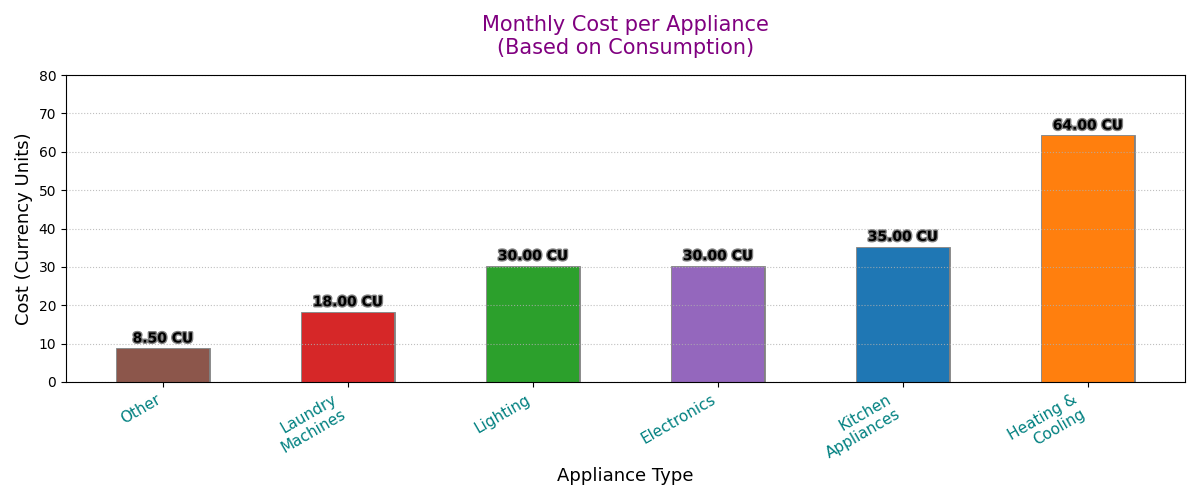 Monthly Cost per Appliance
(Based on Consumption)
Cost (Currency Units)
80
70
60
50
40
30
20
10
0
8.50 CU
18.00 CU
30.00 CU
30.00 CU
35.00 CU
64.00 CU
Other
Laundry
Machines
Lighting
Electronics
Kitchen
Appliances
Heating &
Cooling
Appliance Type